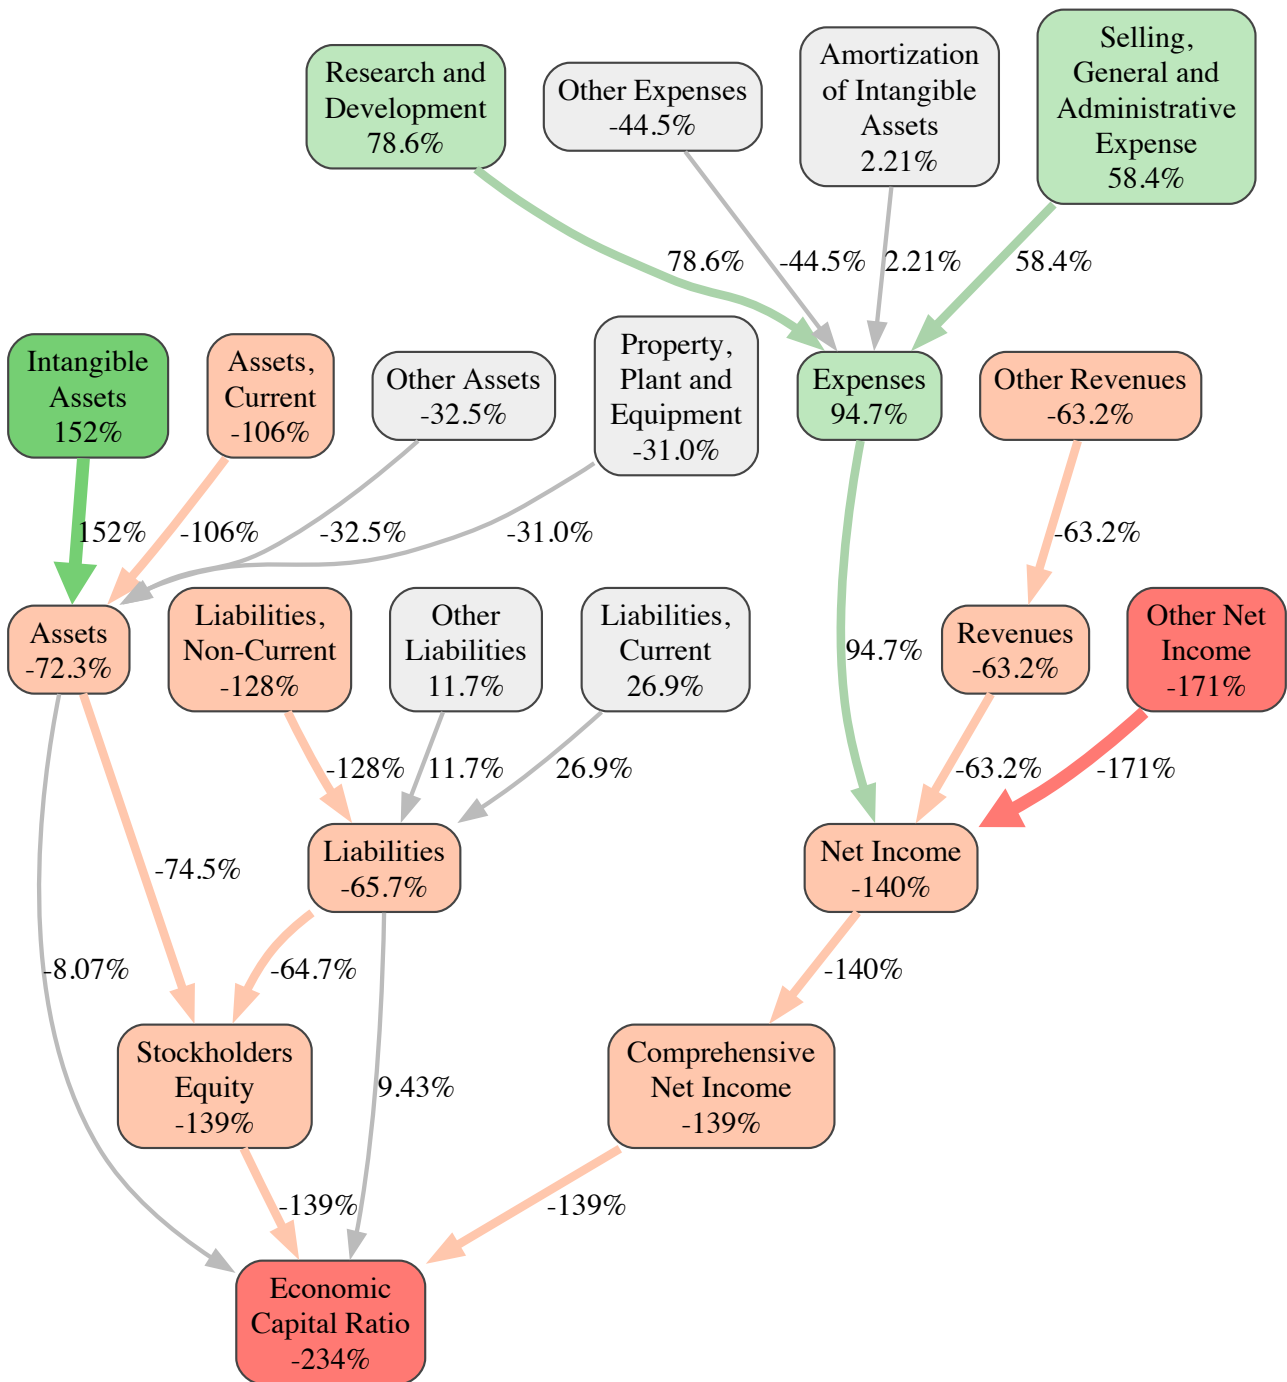 Research and
Development
78.6%
Other Expenses
-44.5%
Amortization
of Intangible
Assets
2.21%
Selling,
General and
Administrative
Expense
58.4%
78.6%
-44.5%
2.21%
58.4%
Intangible
Assets
152%
Assets,
Current
-106%
Other Assets
-32.5%
Property,
Plant and
Equipment
-31.0%
Expenses
94.7%
Other Revenues
-63.2%
152%
-106%
-32.5%
-31.0%
-63.2%
Assets
-72.3%
Liabilities,
Non-Current
-128%
Other
Liabilities
11.7%
Liabilities,
Current
26.9%
94.7%
Revenues
-63.2%
Other Net
Income
-171%
-128%
11.7%
26.9%
-63.2%
-171%
-74.5%
Liabilities
-65.7%
Net Income
-140%
-8.07%
-64.7%
-140%
Stockholders
Equity
-139%
9.43%
Comprehensive
Net Income
-139%
-139%
-139%
Economic
Capital Ratio
-234%